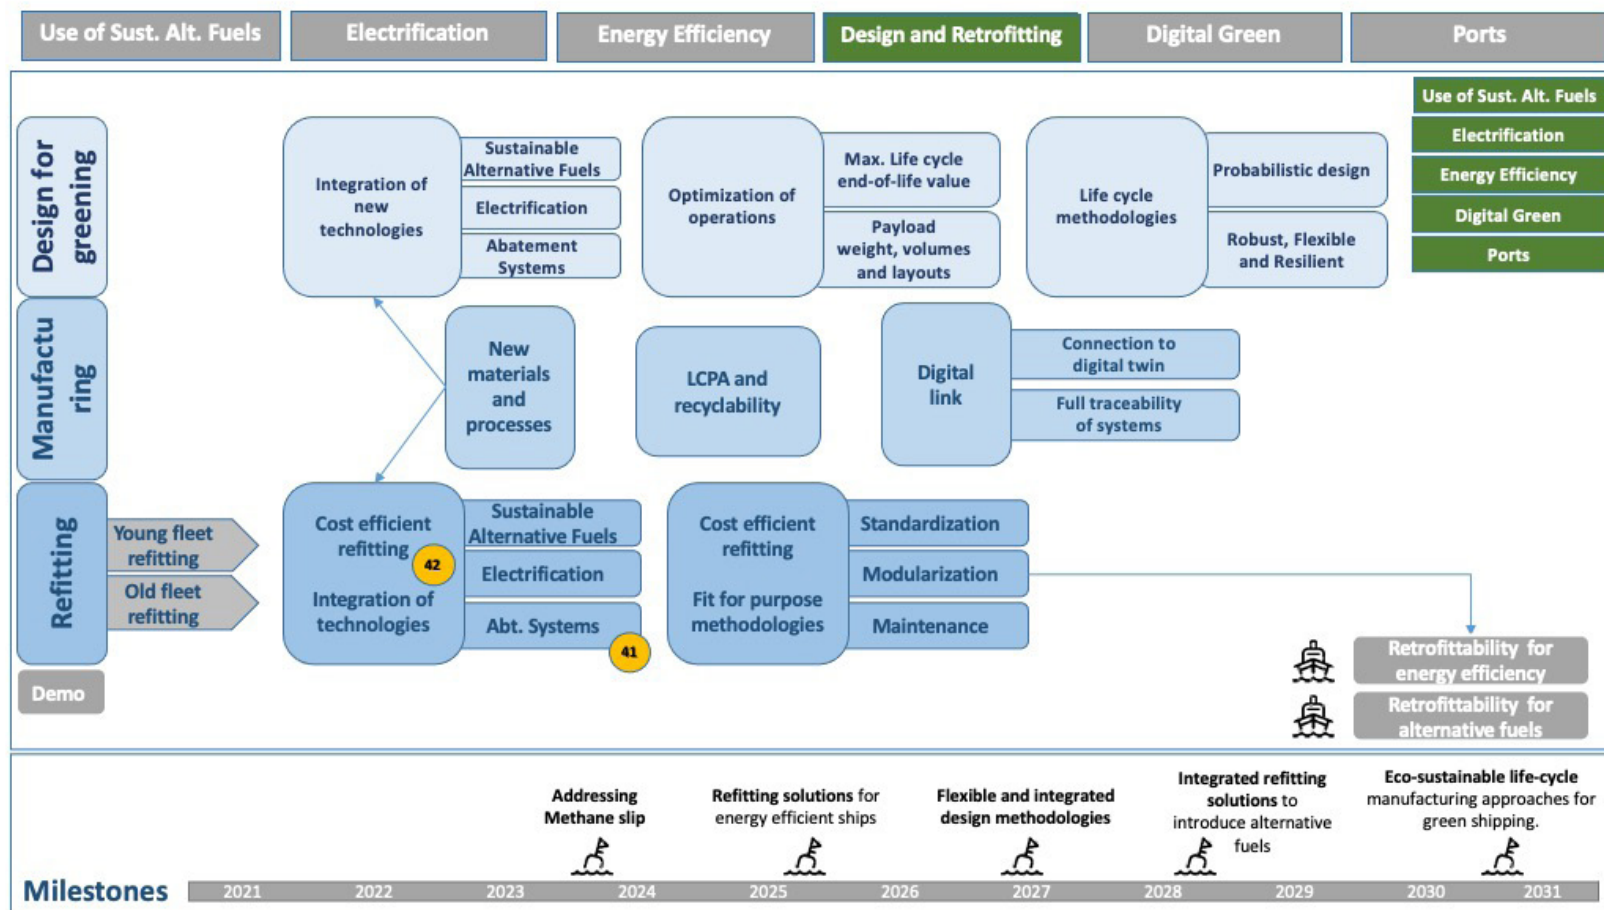 Use of Sust. Alt. Fuels
Electrification
Energy Efficiency
Design and Retrofitting
Digital Green
Ports
Use of Sust. Alt. Fuels
Electrification
Energy Efficiency
Digital Green
Ports
Design for
greening
Integration of
new
technologies
Sustainable
Alternative Fuels
Electrification
Abatement
Systems
Optimization of
operations
Max. Life cycle
end-of-life value
Payload
weight, volumes
and layouts
Life cycle
methodologies
Probabilistic design
Robust, Flexible
and Resilient
Manufactu
ring
New
materials
and
processes
LCPA and
recyclability
Digital
link
Connection to
digital twin
Full traceability
of systems
Refitting
Young fleet
refitting
Old fleet
refitting
Cost efficient
refitting
42
Integration of
technologies
Sustainable
Alternative Fuels
Electrification
Abt. Systems
41
Cost efficient
refitting
Fit for purpose
methodologies
Standardization
Modularization
Maintenance
Demo
Retrofittability for
energy efficiency
Retrofittability for
alternative fuels
Addressing
Methane slip
Refitting solutions for
energy efficient ships
Flexible and integrated
design methodologies
Integrated refitting
solutions to
introduce alternative
fuels
Eco-sustainable life-cycle
manufacturing approaches for
green shipping.
Milestones
2021 2022 2023 2024 2025 2026 2027 2028 2029 2030 2031